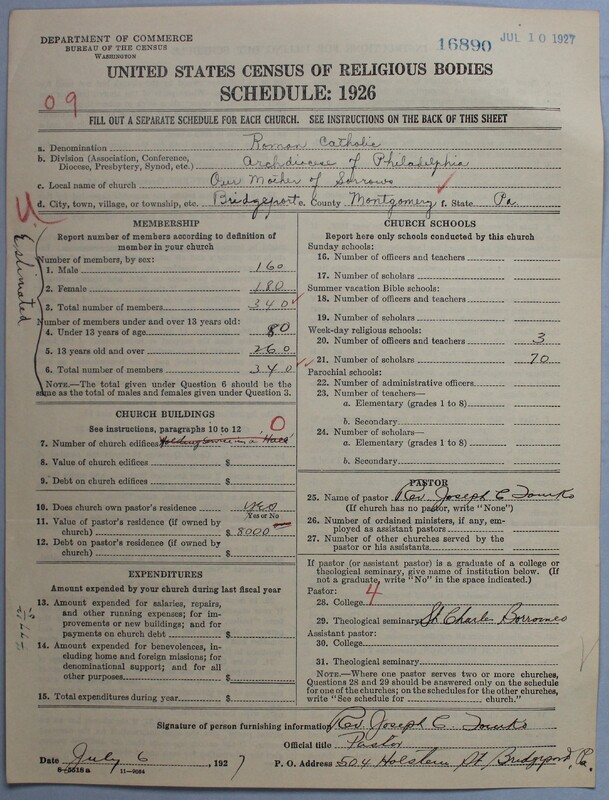 DEPARTMENT OF COMMERCE
BUREAU OF THE CENSUS
WASHINGTON
16890
JUL 10 1927
UNITED STATES CENSUS OF RELIGIOUS BODIES
SCHEDULE: 1926
09
FILL OUT A SEPARATE SCHEDULE FOR EACH CHURCH. SEE INSTRUCTIONS ON THE BACK OF THIS SHEET
a. Denomination Roman Catholic
b. Division (Association, Conference, Diocese, Presbytery, Synod, etc.) Archdiocese of Philadelphia
c. Local name of church Our Mother of Sorrows
d. City, town, village, or township, etc. Bridgeport e. County Montgomery f. State Pa.
Estimated
MEMBERSHIP
Report number of members according to definition of
member in your church
Number of members, by sex:
1. Male 160
2. Female 180
3. Total number of members 340
Number of members under and over 13 years old:
4. Under 13 years of age 80
5. 13 years old and over 260
6. Total number of members 340
NOTE.—The total given under Question 6 should be the
same as the total of males and females given under Question 3.
CHURCH BUILDINGS
See instructions, paragraphs 10 to 12
0
7. Number of church edifices Holding services in a "Hall"
8. Value of church edifices $
9. Debt on church edifices $
10. Does church own pastor's residence yes
Yes or No
11. Value of pastor's residence (if owned by
church) $ 8000
12. Debt on pastor's residence (if owned by
church) $
EXPENDITURES
Amount expended by your church during last fiscal year
13. Amount expended for salaries, repairs,
and other running expenses; for im-
provements or new buildings; and for
payments on church debt $
14. Amount expended for benevolences, in-
cluding home and foreign missions; for
denominational support; and for all
other purposes $
15. Total expenditures during year $
CHURCH SCHOOLS
Report here only schools conducted by this church
Sunday schools:
16. Number of officers and teachers
17. Number of scholars
Summer vacation Bible schools:
18. Number of officers and teachers
19. Number of scholars
Week-day religious schools:
20. Number of officers and teachers 3
21. Number of scholars 70
Parochial schools:
22. Number of administrative officers
23. Number of teachers—
a. Elementary (grades 1 to 8)
b. Secondary
24. Number of scholars—
a. Elementary (grades 1 to 8)
b. Secondary
PASTOR
25. Name of pastor Rev. Joseph C. Tomko
(If church has no pastor, write "None")
26. Number of ordained ministers, if any, em-
ployed as assistant pastors
27. Number of other churches served by the
pastor or his assistants
If pastor (or assistant pastor) is a graduate of a college or
theological seminary, give name of institution below. (If
not a graduate, write "No" in the space indicated.)
Pastor:
28. College 4
29. Theological seminary St. Charles Borromeo
Assistant pastor:
30. College
31. Theological seminary
NOTE.—Where one pastor serves two or more churches,
Questions 28 and 29 should be answered only on the schedule
for one of the churches; on the schedules for the other churches,
write "See schedule for church."
Signature of person furnishing information Rev. Joseph C. Tomko
Official title Pastor
Date July 6, 1927 P. O. Address 504 Holstein St. Bridgeport, Pa.
8-5518a 11-9084